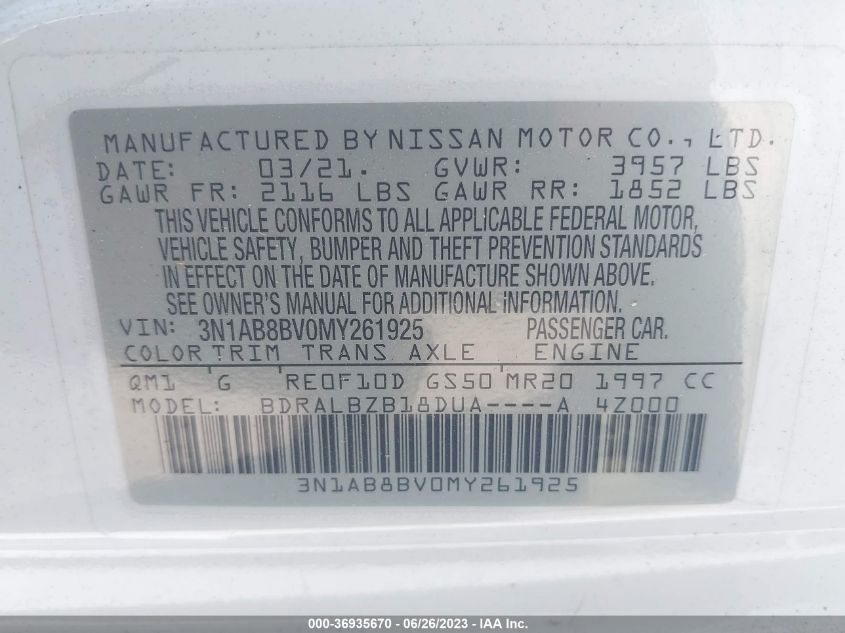 MANUFACTURED BY NISSAN MOTOR CO., LTD.
DATE: 03/21. GVWR: 3957 LBS
GAWR FR: 2116 LBS GAWR RR: 1852 LBS
THIS VEHICLE CONFORMS TO ALL APPLICABLE FEDERAL MOTOR,
VEHICLE SAFETY, BUMPER AND THEFT PREVENTION STANDARDS
IN EFFECT ON THE DATE OF MANUFACTURE SHOWN ABOVE.
SEE OWNER'S MANUAL FOR ADDITIONAL INFORMATION
VIN: 3N1AB8BV0MY261925 PASSENGER CAR.
COLOR TRIM TRANS AXLE ENGINE
QM1 G RE0F10D GS50 MR20 1997 CC
MODEL: BDRALBZB18DUA----A 4Z000
3N1AB8BV0MY261925
000-36935670 - 06/26/2023 - IAA Inc.